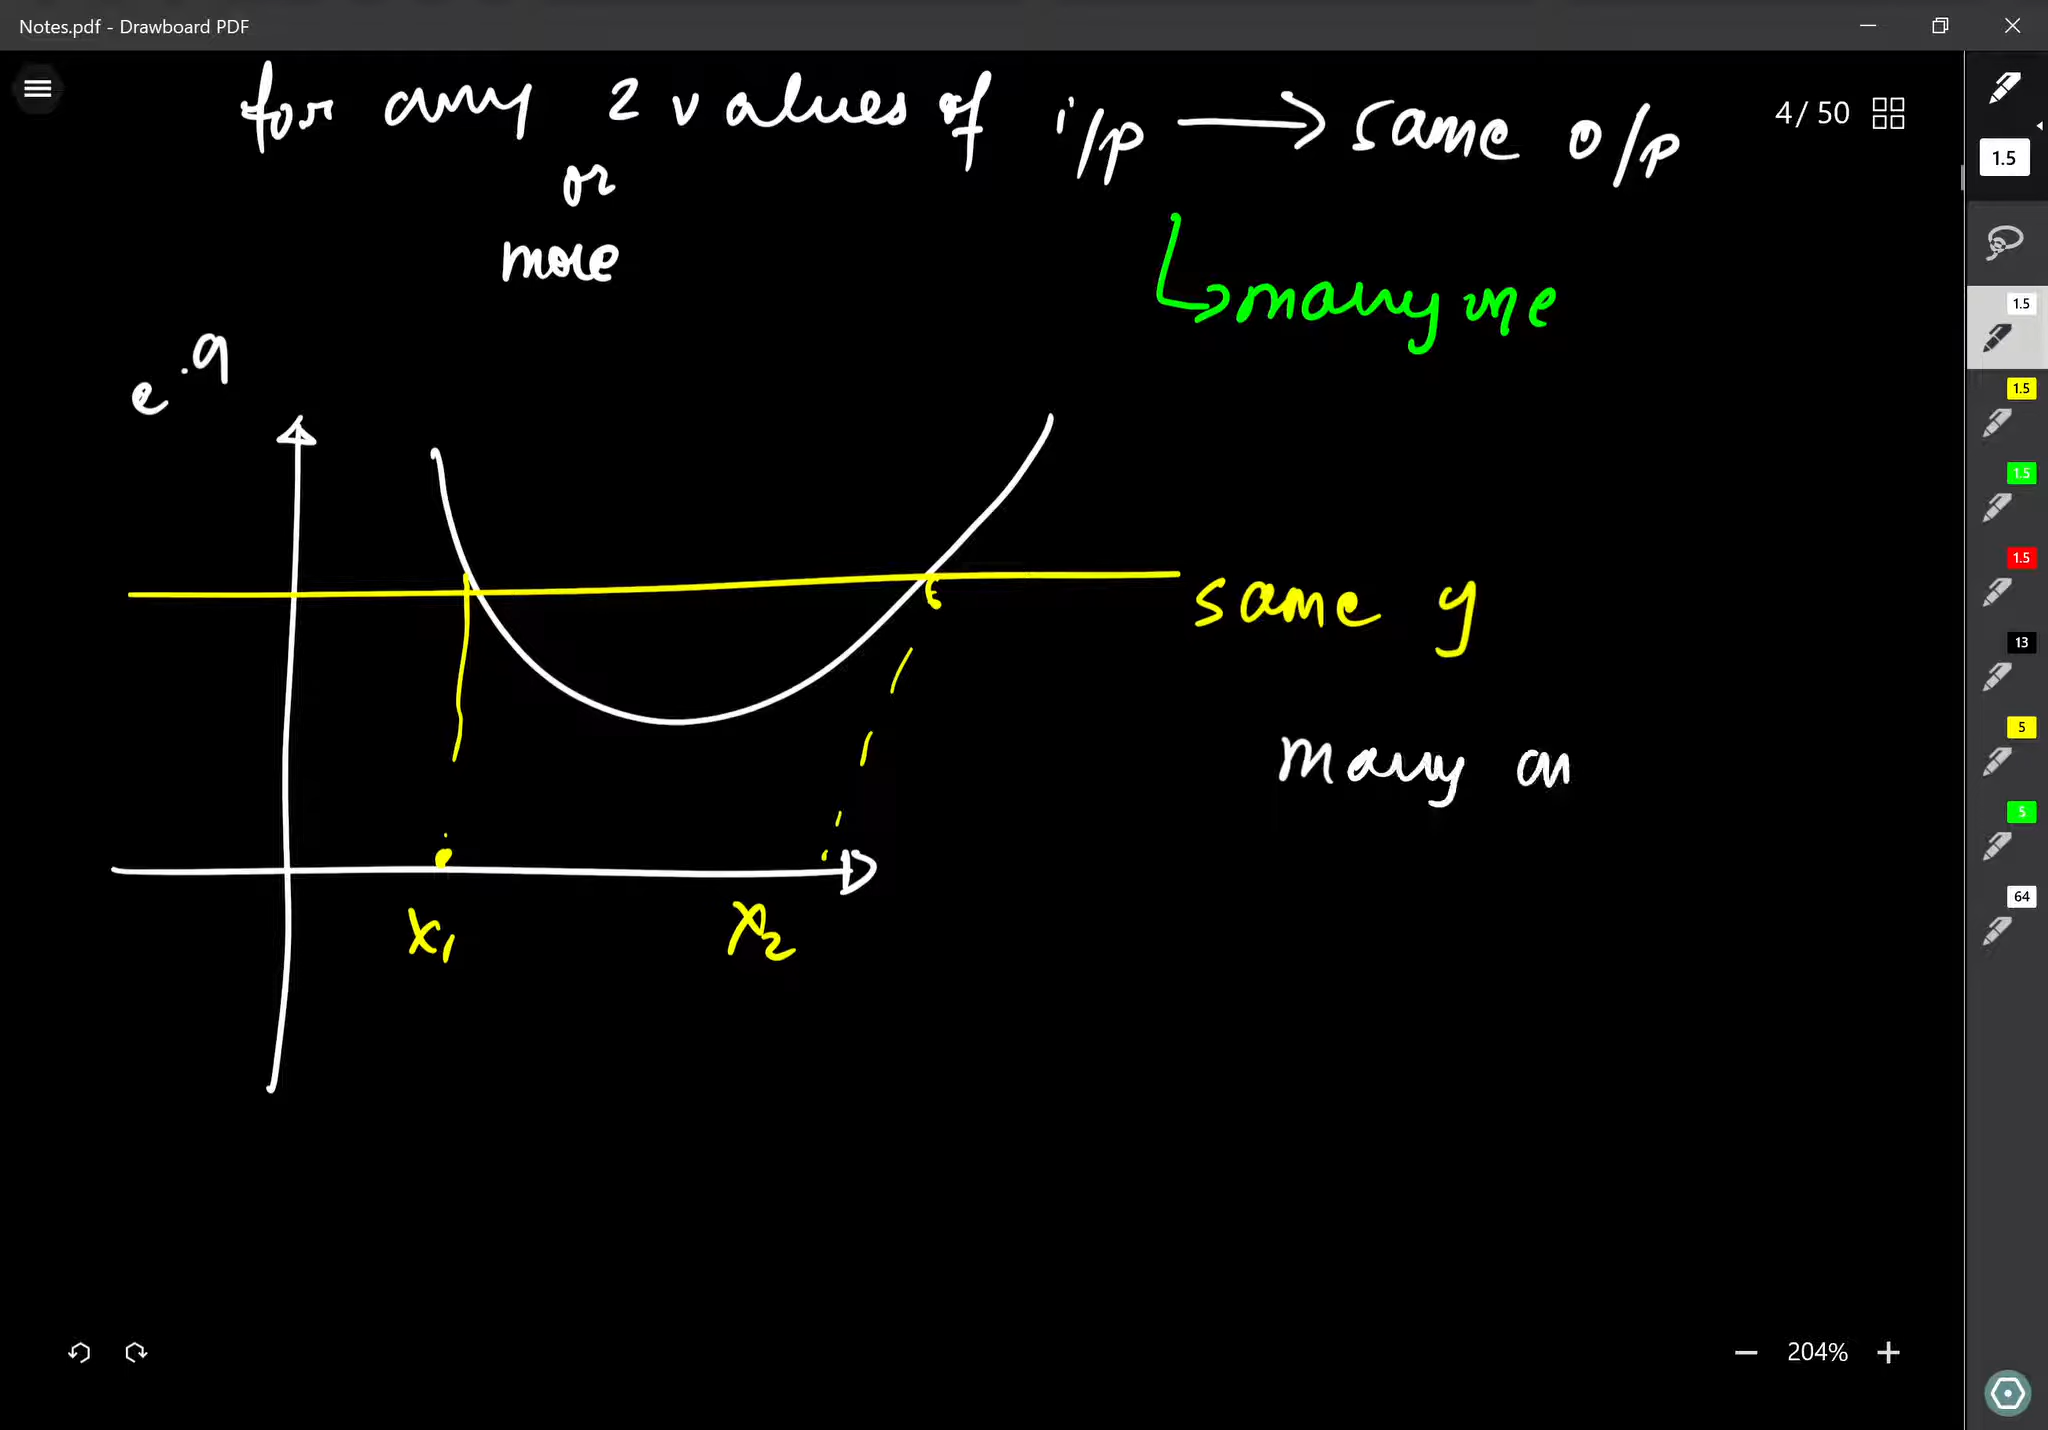 Notes.pdf - Drawboard PDF
for any 2 values of i/p → same o/p
or
more
4/ 50
1.5
many one
e.g
same y
many on
x1
x2
1.5
1.5
1.5
1.5
13
5
5
64
204%